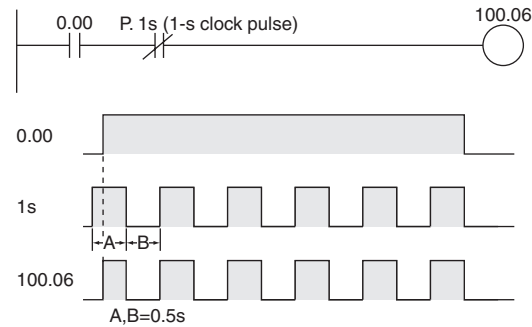 100.06
0.00 P. 1s (1-s clock pulse)
0.00
1s
A B
100.06
A,B=0.5s